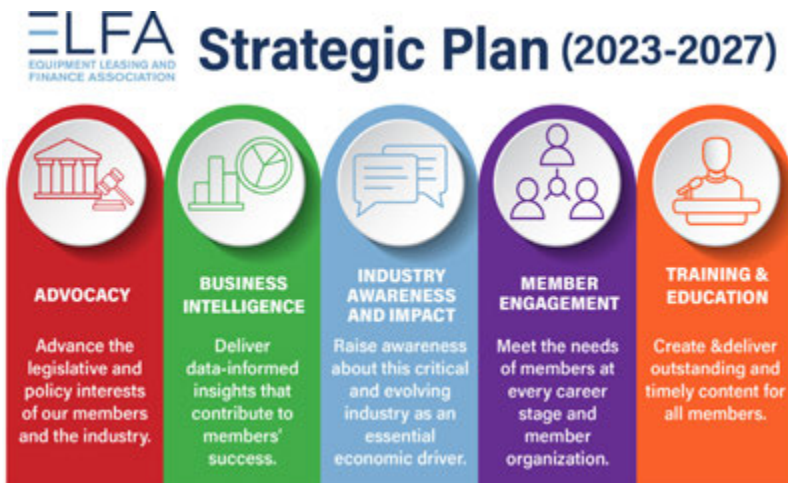 ELFA
EQUIPMENT LEASING AND
FINANCE ASSOCIATION
Strategic Plan (2023-2027)
ADVOCACY
Advance the
legislative and
policy interests
of our members
and the industry.
BUSINESS
INTELLIGENCE
Deliver
data-informed
insights that
contribute to
members'
success.
INDUSTRY
AWARENESS
AND IMPACT
Raise awareness
about this critical
and evolving
industry as an
essential
economic driver.
MEMBER
ENGAGEMENT
Meet the needs
of members at
every career
stage and
member
organization.
TRAINING &
EDUCATION
Create &deliver
outstanding and
timely content for
all members.